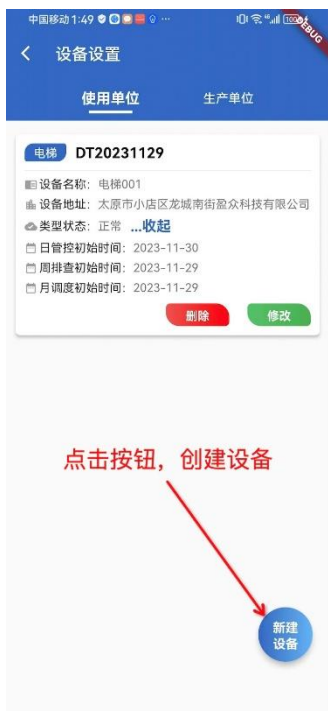 中国移动 1:49
DEBUG
设备设置
使用单位 生产单位
电梯 DT20231129
设备名称: 电梯001
设备地址: 太原市小店区龙城南街盈众科技有限公司
类型状态: 正常 ...收起
日管控初始时间: 2023-11-30
周排查初始时间: 2023-11-29
月调度初始时间: 2023-11-29
删除 修改
点击按钮，创建设备
新建
设备